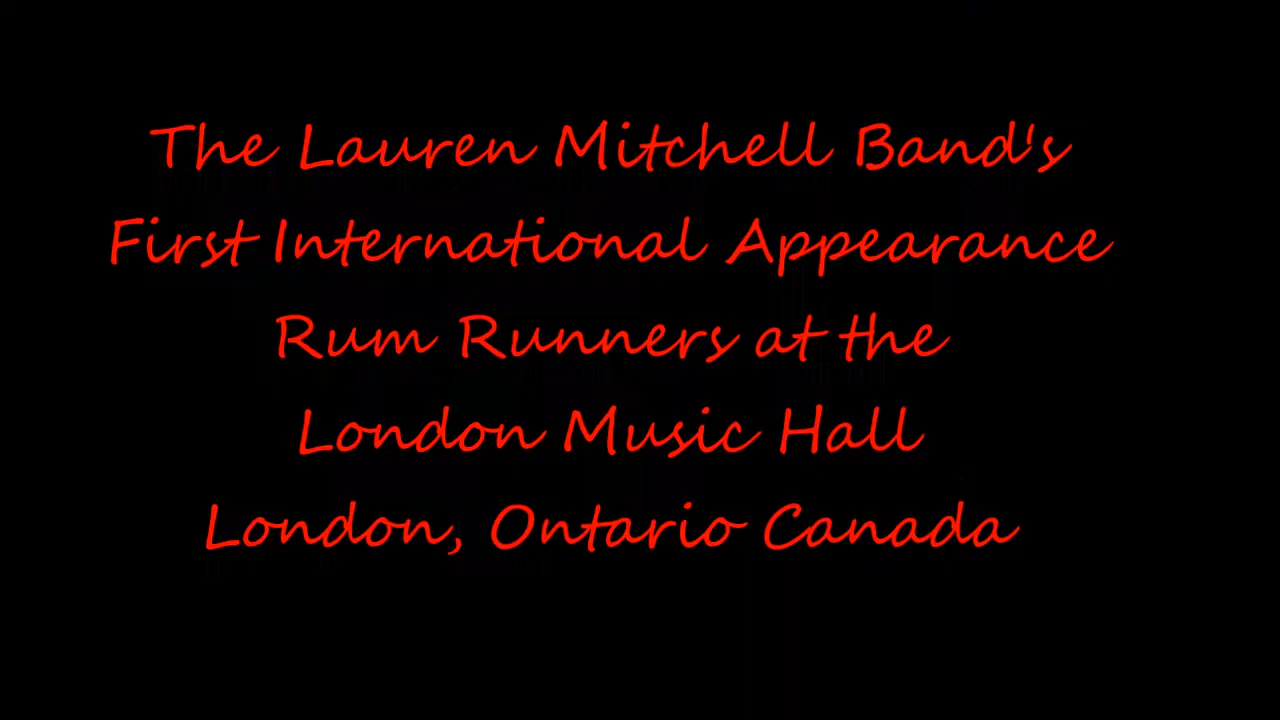 The Lauren Mitchell Band's
First International Appearance
Rum Runners at the
London Music Hall
London, Ontario Canada